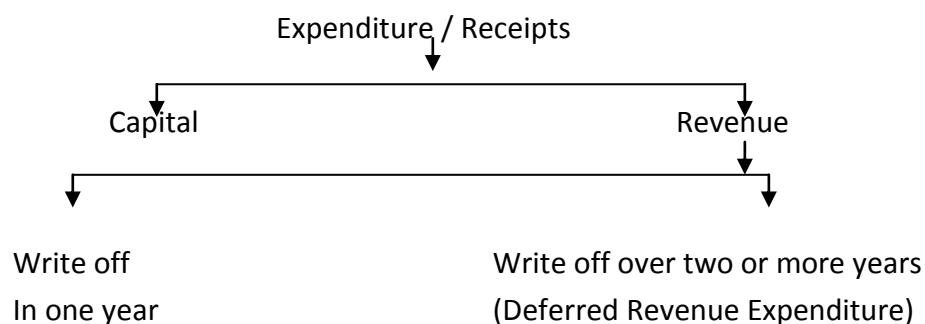 Expenditure / Receipts
Capital
Revenue
Write off
In one year
Write off over two or more years
(Deferred Revenue Expenditure)